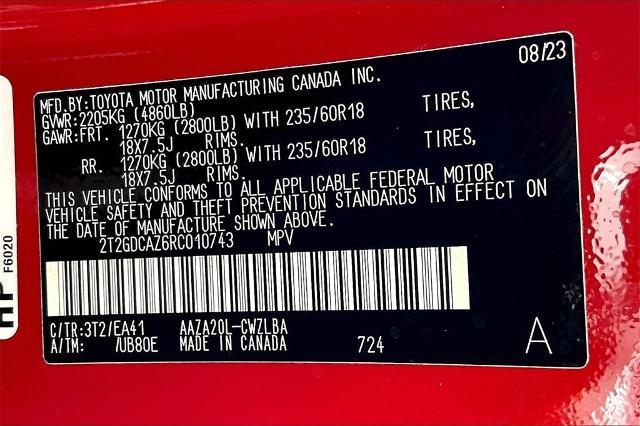 08/23
MFD.BY:TOYOTA MOTOR MANUFACTURING CANADA INC.
GVWR:2205KG (4860LB)
GAWR:FRT. 1270KG (2800LB) WITH 235/60R18 TIRES,
18X7.5J RIMS.
RR. 1270KG (2800LB) WITH 235/60R18 TIRES,
18X7.5J RIMS.
THIS VEHICLE CONFORMS TO ALL APPLICABLE FEDERAL MOTOR
VEHICLE SAFETY AND THEFT PREVENTION STANDARDS IN EFFECT ON
THE DATE OF MANUFACTURE SHOWN ABOVE.
2T2GDCAZ6RC010743 MPV
C/TR:3T2/EA41 AAZA20L-CWZLBA
A/TM: /UB80E MADE IN CANADA 724 A
F6020